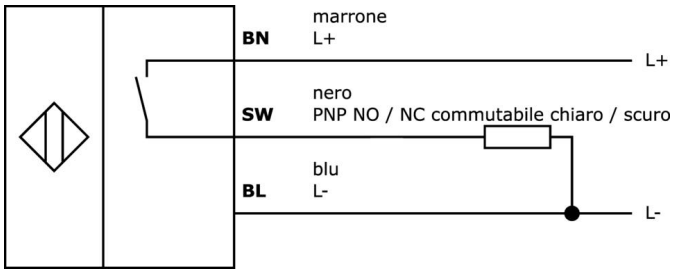 marrone
BN L+
L+
nero
SW PNP NO / NC commutabile chiaro / scuro
blu
BL L-
L-